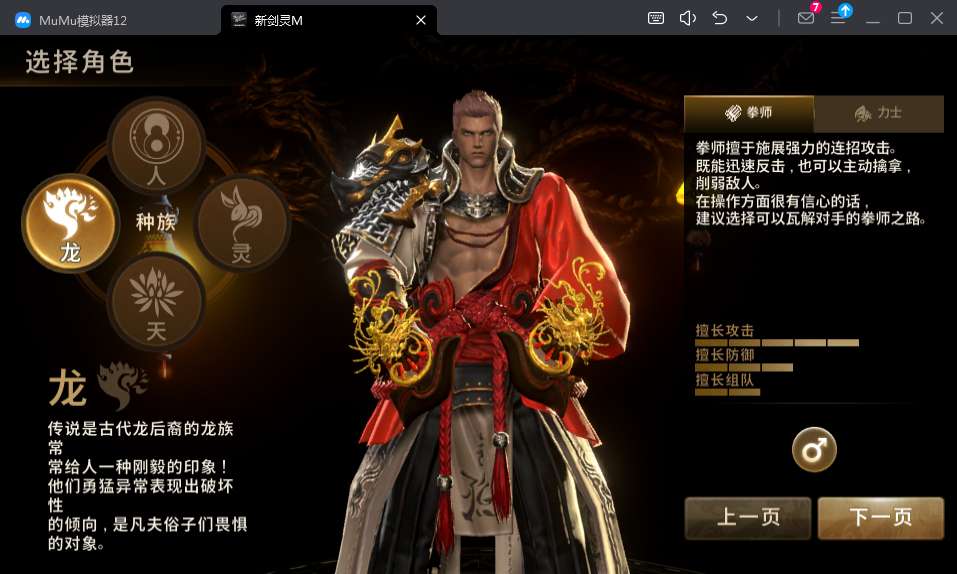 MuMu模拟器12
新剑灵M
7
选择角色
人
种族
龙
灵
天
龙
传说是古代龙后裔的龙族
常
常给人一种刚毅的印象！
他们勇猛异常表现出破坏
性
的倾向，是凡夫俗子们畏惧
的对象。
拳师
力士
拳师擅于施展强力的连招攻击。
既能迅速反击，也可以主动擒拿，
削弱敌人。
在操作方面很有信心的话，
建议选择可以瓦解对手的拳师之路。
擅长攻击
擅长防御
擅长组队
上一页
下一页